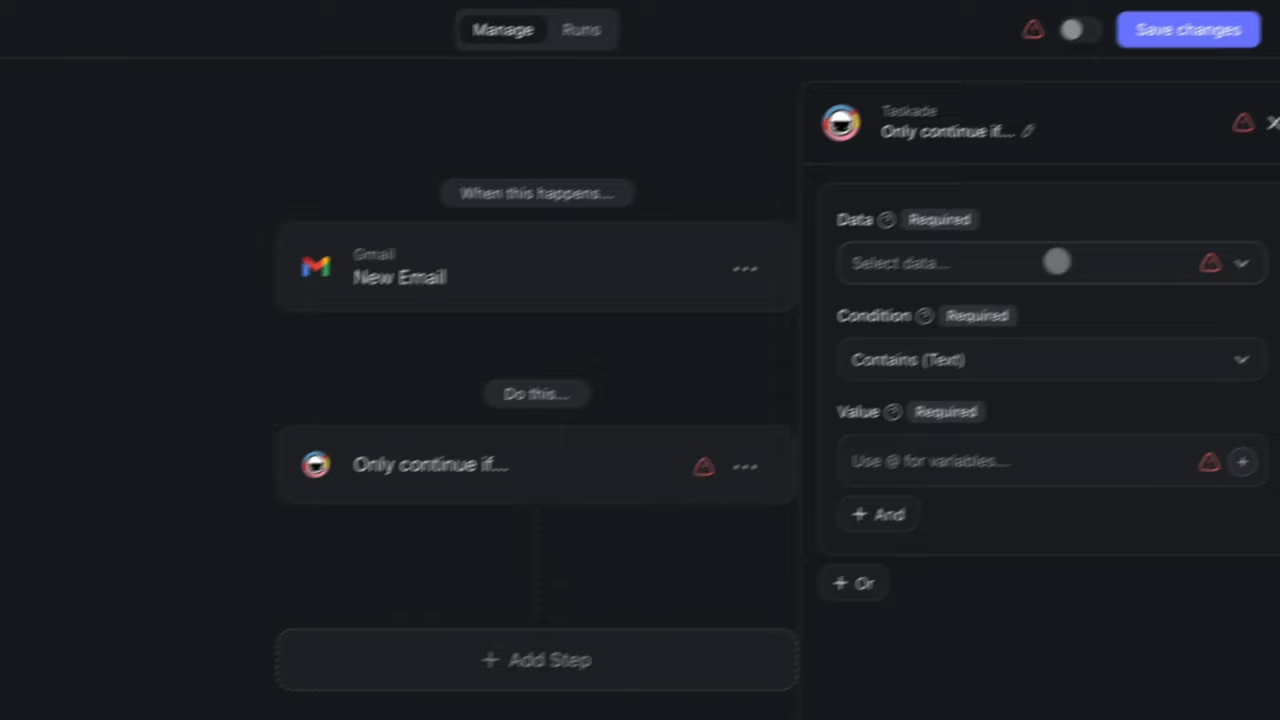 Manage Runs
Save changes
Taskade
Only continue if...
When this happens...
Data Required
Gmail
New Email
Select data...
Condition Required
Contains (Text)
Do this...
Value Required
Only continue if...
Use @ for variables...
+ And
+ Or
+ Add Step